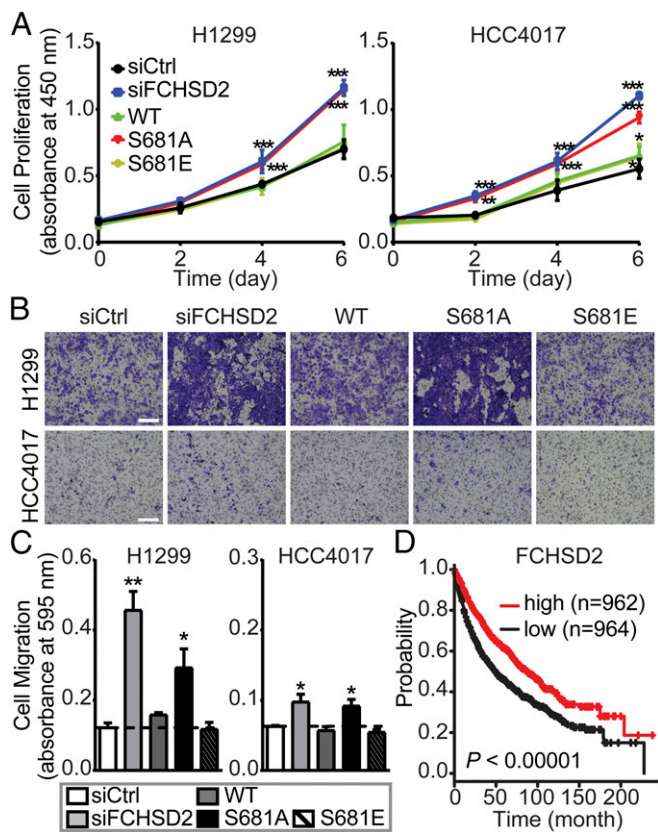 A
H1299
HCC4017
Cell Proliferation
(absorbance at 450 nm)
1.5
1.0
0.5
0.0
siCtrl
siFCHSD2
WT
S681A
S681E
***
***
***
***
0 2 4 6
Time (day)
1.5
1.0
0.5
0.0
***
**
***
***
***
***
*
*
0 2 4 6
Time (day)
B
siCtrl siFCHSD2 WT S681A S681E
H1299
HCC4017
C
H1299
HCC4017
Cell Migration
(absorbance at 595 nm)
0.6
0.4
0.2
0.0
**
*
0.3
0.2
0.1
0.0
*
*
siCtrl WT
siFCHSD2 S681A S681E
D
FCHSD2
Probability
1.0
0.8
0.6
0.4
0.2
0.0
high (n=962)
low (n=964)
P < 0.00001
0 50 100 150 200
Time (month)